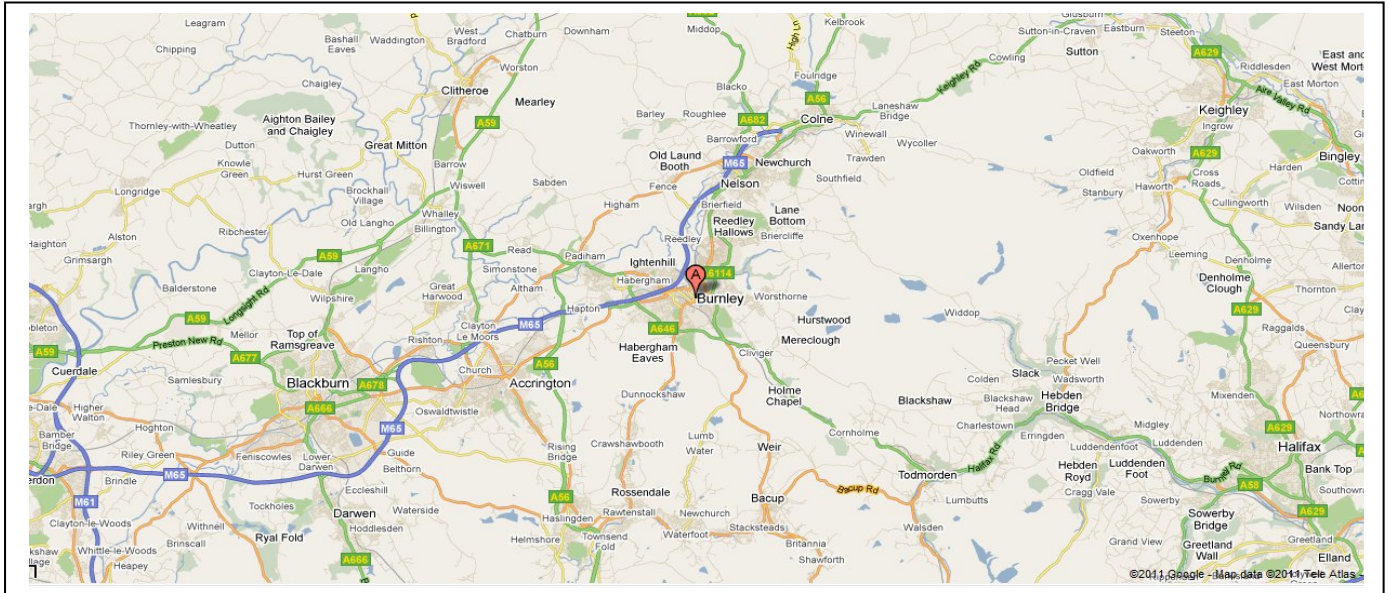 Leagram
Chipping
Bashall
Eaves
Waddington
West
Bradford
Chatburn
Downham
Middop
High Ln
Kelbrook
Glusburn
Sutton-in-Craven
Eastburn
Steeton
Sutton
Cowling
Keighley Rd
A629
East and
West Mort
Riddlesden
East Morton
Aire Valley Rd
Worston
Chaigley
Clitheroe
Mearley
Blacko
Foulridge
A56
Laneshaw
Bridge
Keighley
Ingrow
Thornley-with-Wheatley
Aighton Bailey
and Chaigley
A59
Barley
Roughlee
A682
Colne
Dutton
Great Mitton
Barrowford
Winewall
Wycoller
Oakworth
A629
Bingley
Knowle
Green
Hurst Green
Barrow
Old Laund
Booth
M65
Newchurch
Trawden
Oldfield
Cross
Roads
Harden
Longridge
Brockhall
Village
Wiswell
Sabden
Fence
Nelson
Southfield
Stanbury
Haworth
Cullingworth
Wilsden
Whalley
Higham
Brierfield
Lane
Bottom
Ribchester
Old Langho
Billington
Reedley
Hallows
Briercliffe
Sandy Lar
Alston
Haighton
Grimsargh
A59
A671
Read
Reedley
Oxenhope
Leeming
Denholme
Allerton
Clayton-Le-Dale
Langho
Simonstone
Padiham
Ightenhill
A
6114
Denholme
Clough
Thornton
Balderstone
Wilpshire
Great
Harwood
Altham
Habergham
Burnley
Worsthorne
A59
Longsight Rd
Hapton
Widdop
A629
Mellor
Top of
Ramsgreave
Rishton
Clayton
Le Moors
M65
A646
Hurstwood
Raggalds
Preston New Rd
A59
A677
Habergham
Eaves
Mereclough
Queensbury
Cuerdale
Church
A56
Cliviger
Pecket Well
Samlesbury
Blackburn
A678
Accrington
Slack
Wadsworth
Colden
Higher
Walton
A666
Oswaldtwistle
Dunnockshaw
Holme
Chapel
Blackshaw
Blackshaw
Head
Hebden
Bridge
Mixenden
Hoghton
M65
Charlestown
Midgley
A629
Bamber
Bridge
Riley Green
Feniscowles
Lower
Darwen
Guide
Rising
Bridge
Crawshawbooth
Lumb
Water
Weir
Cornholme
Erringden
Luddendenfoot
Luddenden
Halifax
M65
Belthorn
Todmorden
Halifax Rd
Hebden
Royd
Luddenden
Foot
Bank Top
Brindle
Eccleshill
Rossendale
Bacup
Bacup Rd
Cragg Vale
Burnley Rd
A58
M61
Tockholes
Waterside
A56
Lumbutts
Sowerby
Clayton-le-Woods
Withnell
Darwen
Haslingden
Rawtenstall
Newchurch
Stacksteads
Walsden
Sowerby
Bridge
A629
Hoddlesden
Ryal Fold
Brinscall
Helmshore
Townsend
Fold
Waterfoot
Britannia
Grand View
Greetland
Wall
Greetland
Whittle-le-Woods
Heapey
A666
Shawforth
Elland
©2011 Google - Map data ©2011 Tele Atlas -